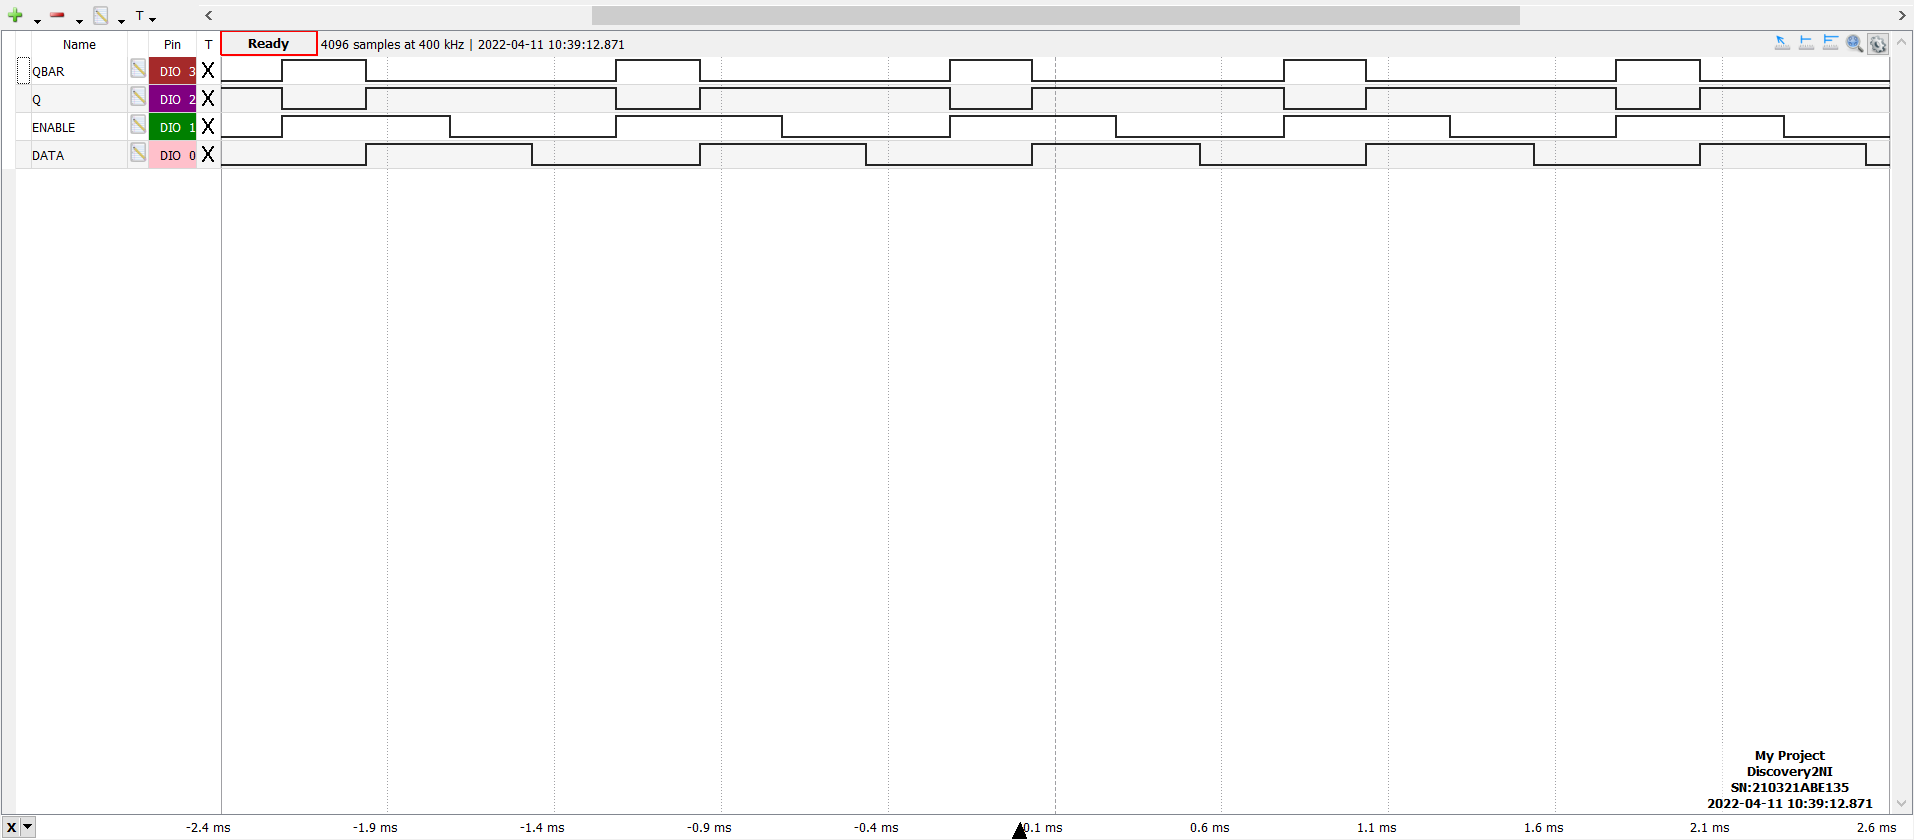 T
Name Pin T Ready 4096 samples at 400 kHz | 2022-04-11 10:39:12.871
QBAR DIO 3 X
Q DIO 2 X
ENABLE DIO 1 X
DATA DIO 0 X
My Project
Discovery2NI
SN:210321ABE135
2022-04-11 10:39:12.871
X -2.4 ms -1.9 ms -1.4 ms -0.9 ms -0.4 ms 0.1 ms 0.6 ms 1.1 ms 1.6 ms 2.1 ms 2.6 ms